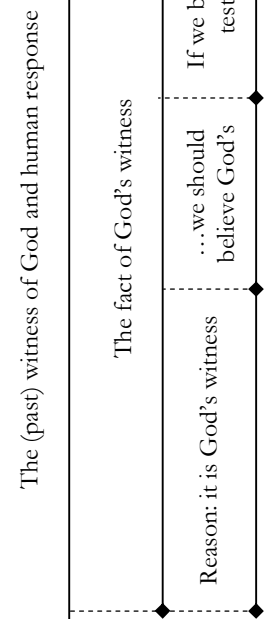 The (past) witness of God and human response
The fact of God's witness
Reason: it is God's witness
…we should
believe God's
If we b
test